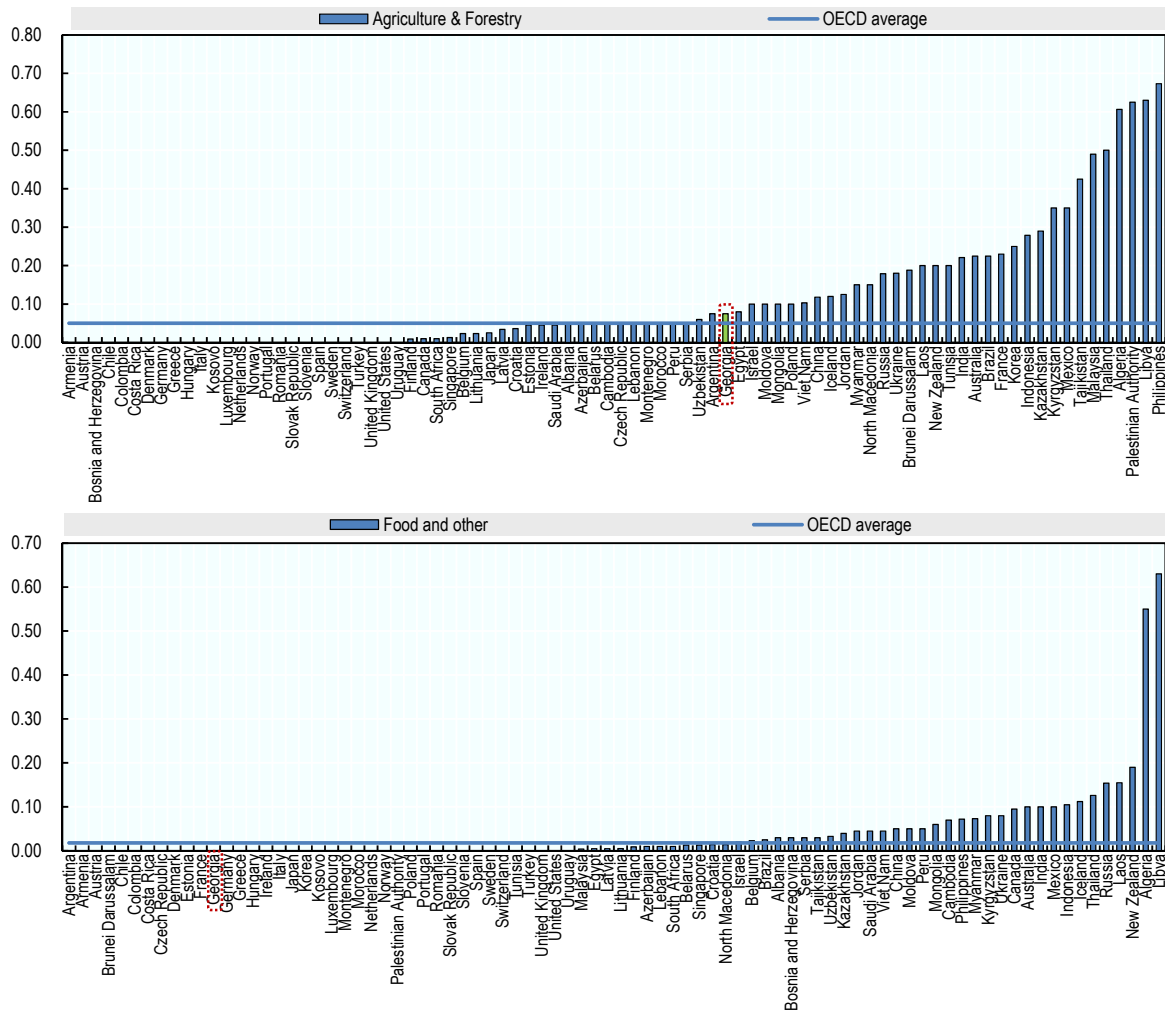 Agriculture & Forestry
OECD average
0.80
0.70
0.60
0.50
0.40
0.30
0.20
0.10
0.00
Armenia
Austria
Bosnia and Herzegovina
Chile
Colombia
Costa Rica
Denmark
Germany
Greece
Hungary
Italy
Kosovo
Luxembourg
Netherlands
Norway
Portugal
Romania
Slovak Republic
Slovenia
Spain
Sweden
Switzerland
Turkey
United Kingdom
United States
Uruguay
Finland
Canada
South Africa
Singapore
Belgium
Lithuania
Japan
Latvia
Croatia
Estonia
Ireland
Saudi Arabia
Albania
Azerbaijan
Belarus
Cambodia
Czech Republic
Lebanon
Montenegro
Morocco
Peru
Serbia
Uzbekistan
Argentina
Georgia
Egypt
Israel
Moldova
Mongolia
Poland
Viet Nam
China
Iceland
Jordan
Myanmar
North Macedonia
Russia
Ukraine
Brunei Darussalam
Laos
New Zealand
Tunisia
India
Australia
Brazil
France
Korea
Indonesia
Kazakhstan
Kyrgyzstan
Mexico
Tajikistan
Malaysia
Thailand
Algeria
Palestinian Authority
Libya
Philippines
Food and other
OECD average
0.70
0.60
0.50
0.40
0.30
0.20
0.10
0.00
Argentina
Armenia
Austria
Brunei Darussalam
Chile
Colombia
Costa Rica
Czech Republic
Denmark
Estonia
France
Georgia
Germany
Greece
Hungary
Ireland
Italy
Japan
Korea
Kosovo
Luxembourg
Montenegro
Morocco
Netherlands
Norway
Palestinian Authority
Poland
Portugal
Romania
Slovak Republic
Slovenia
Spain
Sweden
Switzerland
Tunisia
Turkey
United Kingdom
United States
Uruguay
Malaysia
Egypt
Latvia
Lithuania
Finland
Azerbaijan
Lebanon
South Africa
Belarus
Singapore
Croatia
North Macedonia
Israel
Belgium
Brazil
Albania
Bosnia and Herzegovina
Serbia
Tajikistan
Uzbekistan
Kazakhstan
Jordan
Saudi Arabia
Viet Nam
China
Moldova
Peru
Mongolia
Cambodia
Philippines
Myanmar
Kyrgyzstan
Ukraine
Canada
Australia
India
Mexico
Indonesia
Iceland
Thailand
Russia
Laos
New Zealand
Algeria
Libya